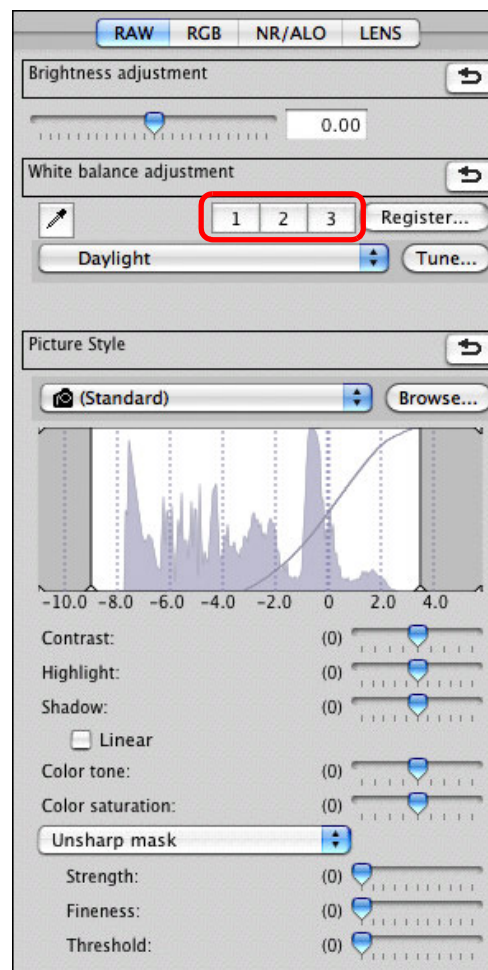 RAW RGB NR/ALO LENS
Brightness adjustment
0.00
White balance adjustment
1 2 3 Register...
Daylight Tune...
Picture Style
(Standard) Browse...
-10.0 -8.0 -6.0 -4.0 -2.0 0 2.0 4.0
Contrast: (0)
Highlight: (0)
Shadow: (0)
Linear
Color tone: (0)
Color saturation: (0)
Unsharp mask
Strength: (0)
Fineness: (0)
Threshold: (0)